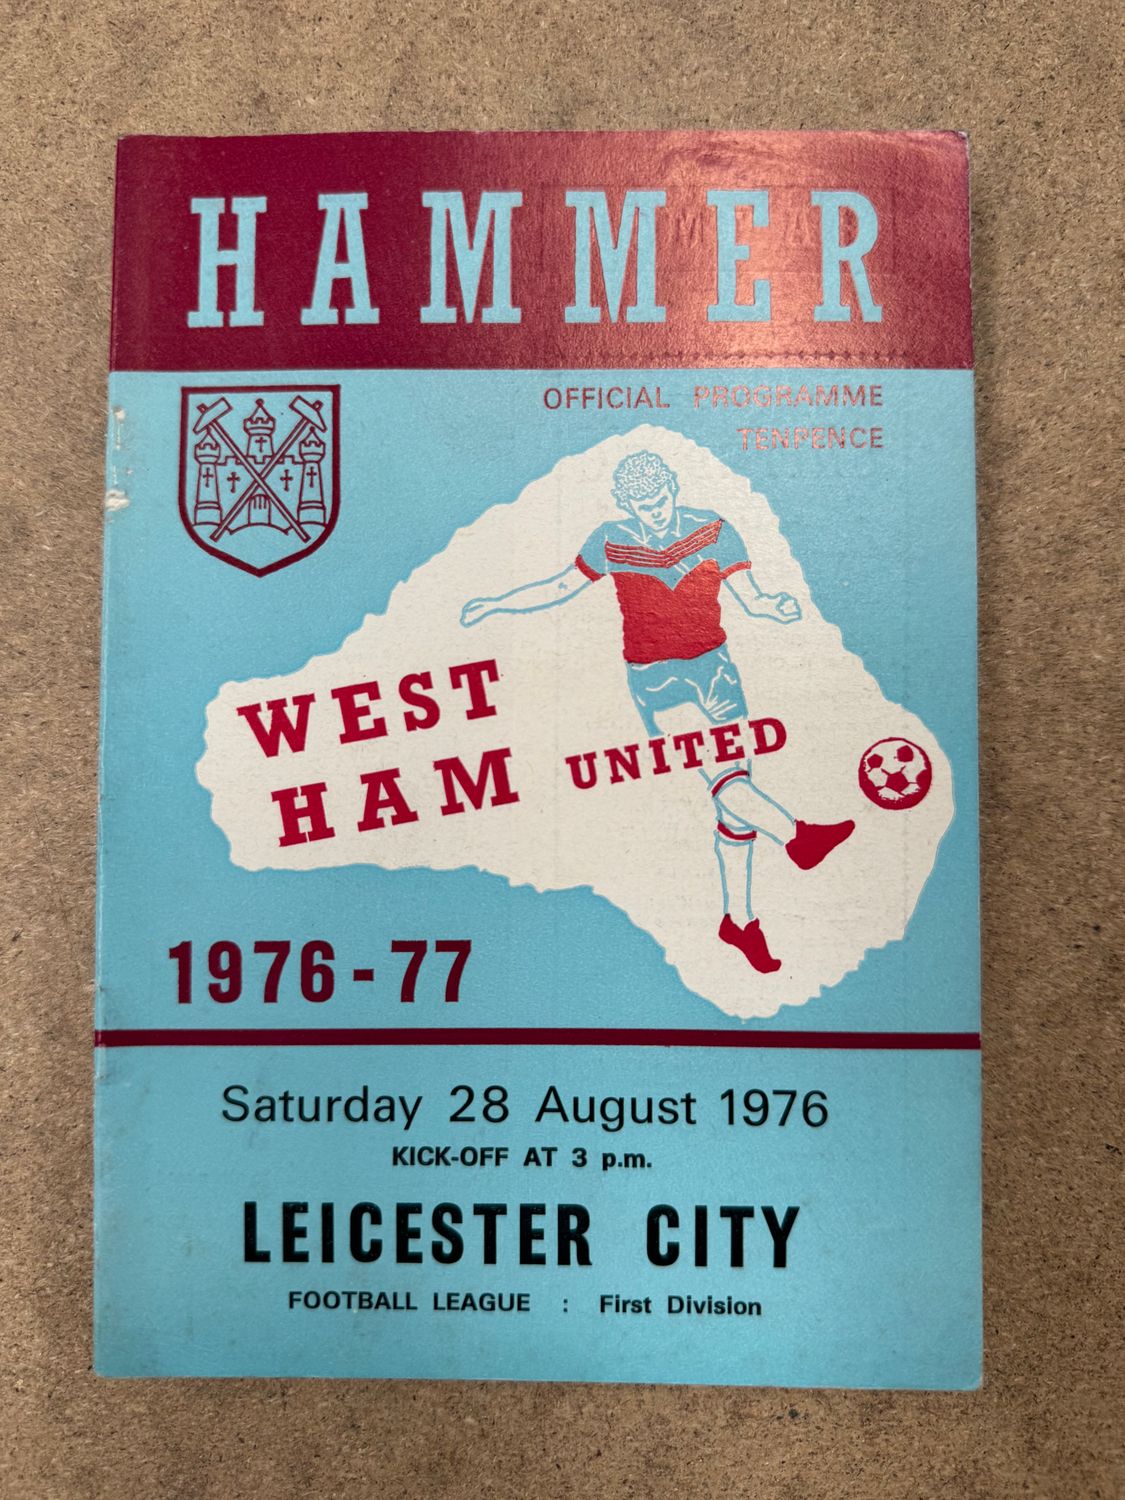 HAMMER
OFFICIAL PROGRAMME
TENPENCE
WEST
HAM UNITED
1976-77
Saturday 28 August 1976
KICK-OFF AT 3 p.m.
LEICESTER CITY
FOOTBALL LEAGUE : First Division